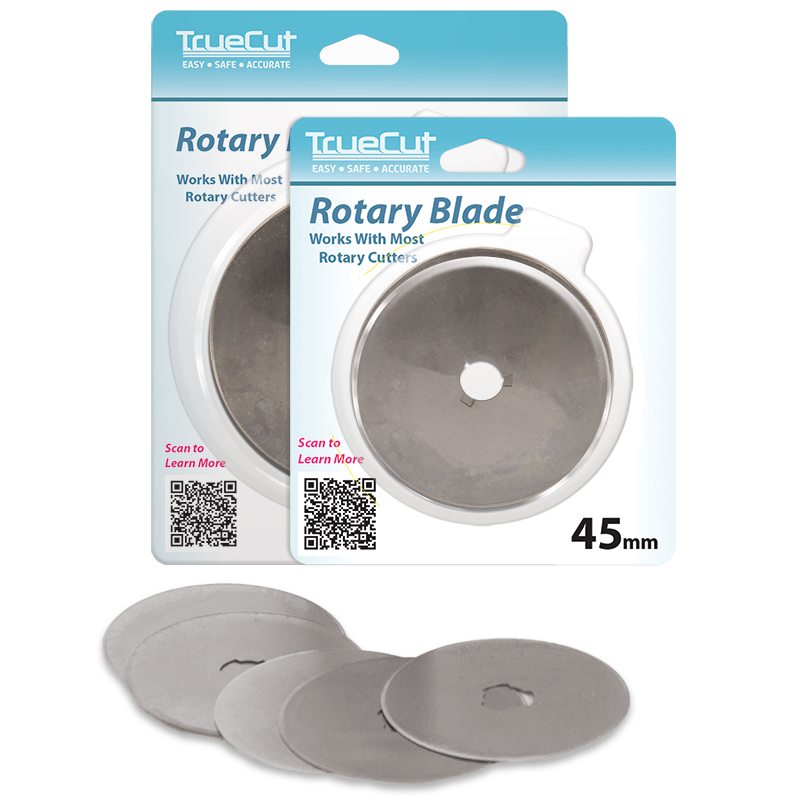 TrueCut
EASY • SAFE • ACCURATE
Rotary
Works With Most
Rotary Cutters
Scan to
Learn More
TrueCut
EASY • SAFE • ACCURATE
Rotary Blade
Works With Most
Rotary Cutters
Scan to
Learn More
45mm